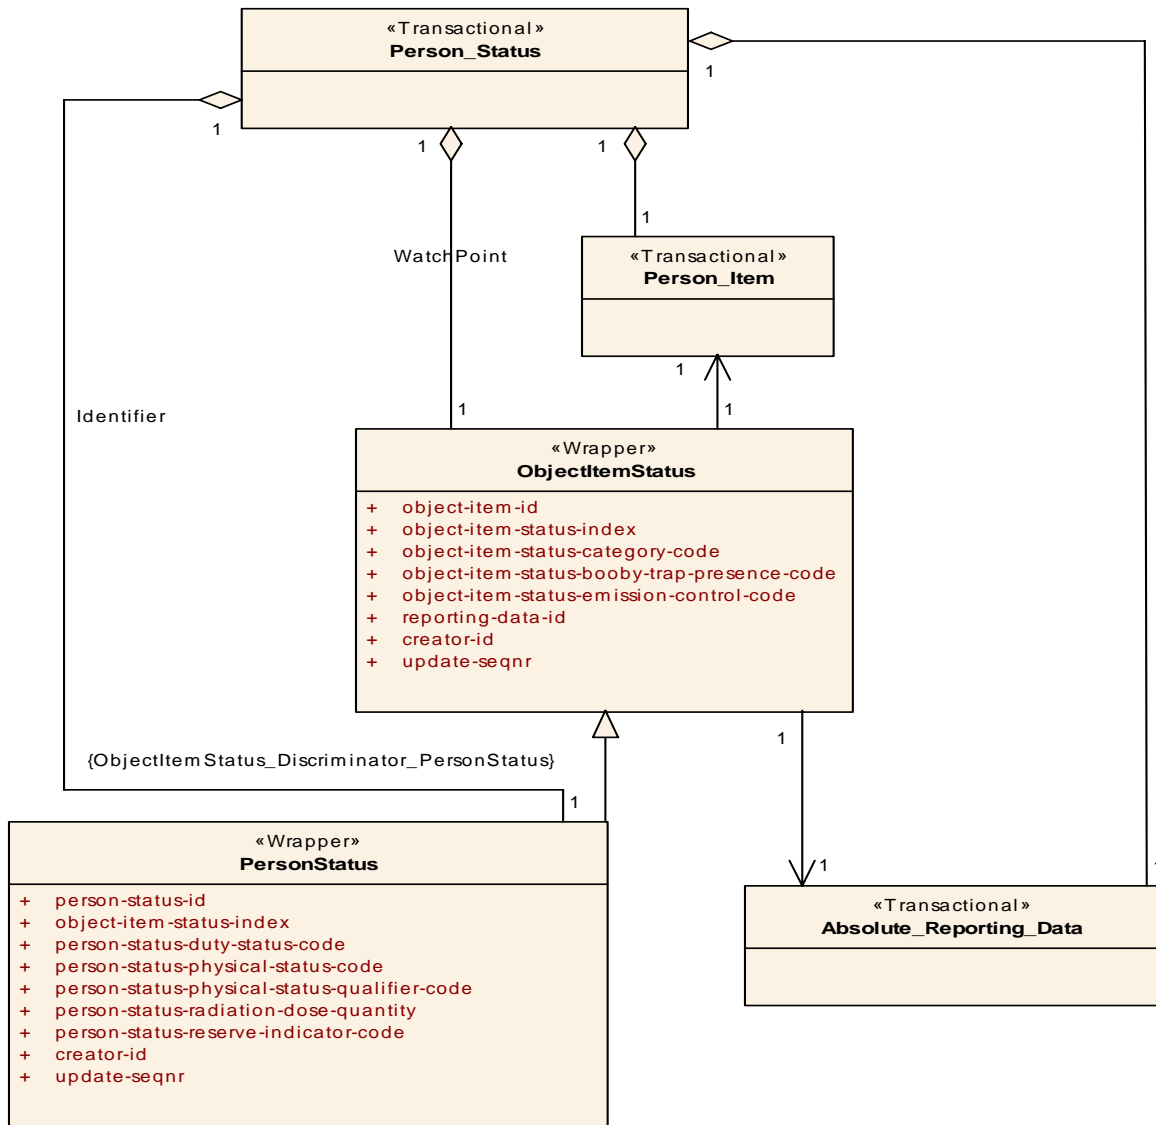 «Transactional»
Person_Status
1
1
1
1
1
«Transactional»
Person_Item
WatchPoint
1
Identifier
1
1
«Wrapper»
ObjectItemStatus
+ object-item-id
+ object-item-status-index
+ object-item-status-category-code
+ object-item-status-booby-trap-presence-code
+ object-item-status-emission-control-code
+ reporting-data-id
+ creator-id
+ update-seqnr
1
{ObjectItemStatus_Discriminator_PersonStatus}
1
1
1
«Wrapper»
PersonStatus
+ person-status-id
+ object-item-status-index
+ person-status-duty-status-code
+ person-status-physical-status-code
+ person-status-physical-status-qualifier-code
+ person-status-radiation-dose-quantity
+ person-status-reserve-indicator-code
+ creator-id
+ update-seqnr
«Transactional»
Absolute_Reporting_Data